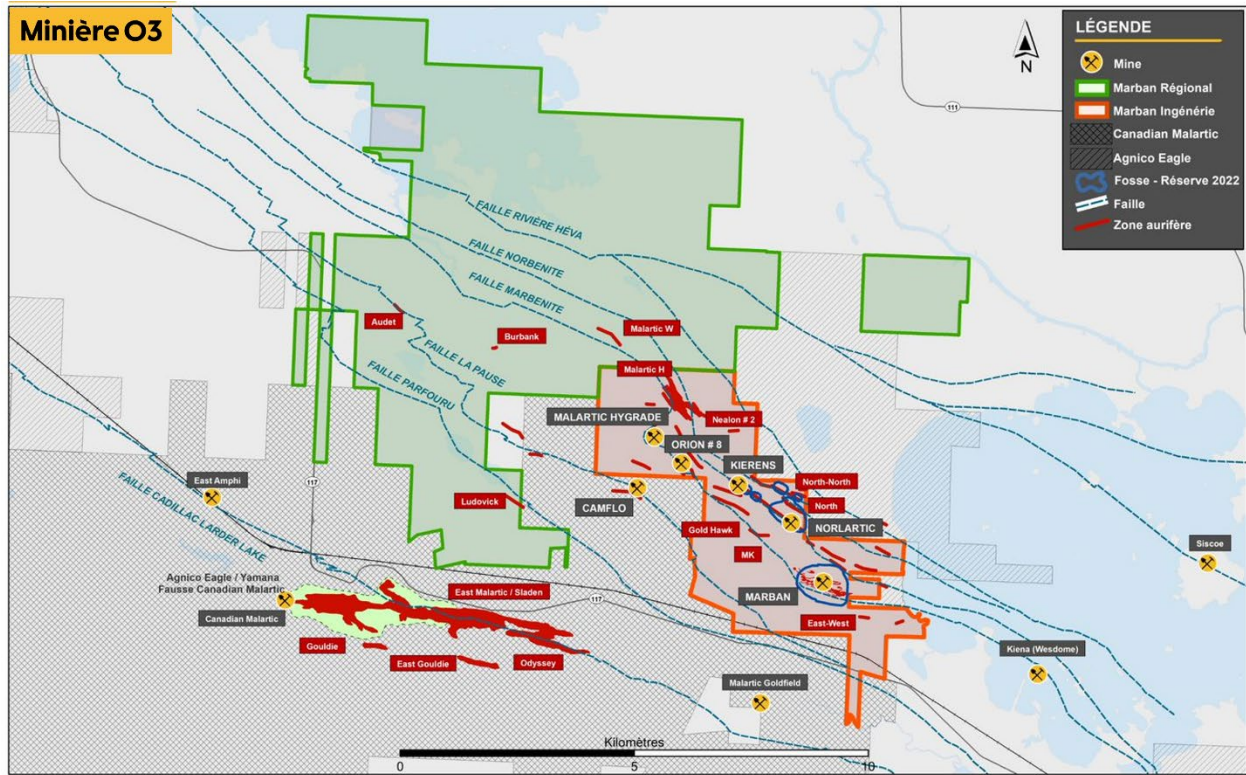 Minière O3
N
111
LÉGENDE
Mine
Marban Régional
Marban Ingénérie
Canadian Malartic
Agnico Eagle
Fosse - Réserve 2022
Faille
Zone aurifère
FAILLE RIVIÈRE HÉVA
FAILLE NORBENITE
FAILLE MARBENITE
FAILLE LA PAUSE
FAILLE PARFOURU
FAILLE CADILLAC LARDER LAKE
Audet
Burbank
Malartic W
Malartic H
Nealon # 2
MALARTIC HYGRADE
ORION # 8
KIERENS
North-North
North
NORLARTIC
CAMFLO
East Amphi
117
Ludovick
Gold Hawk
MK
MARBAN
East-West
Siscoe
Agnico Eagle / Yamana
Fausse Canadian Malartic
Canadian Malartic
East Malartic / Sladen
117
Gouldie
East Gouldie
Odyssey
Malartic Goldfield
Kiena (Wesdome)
Kilomètres
0
5
10